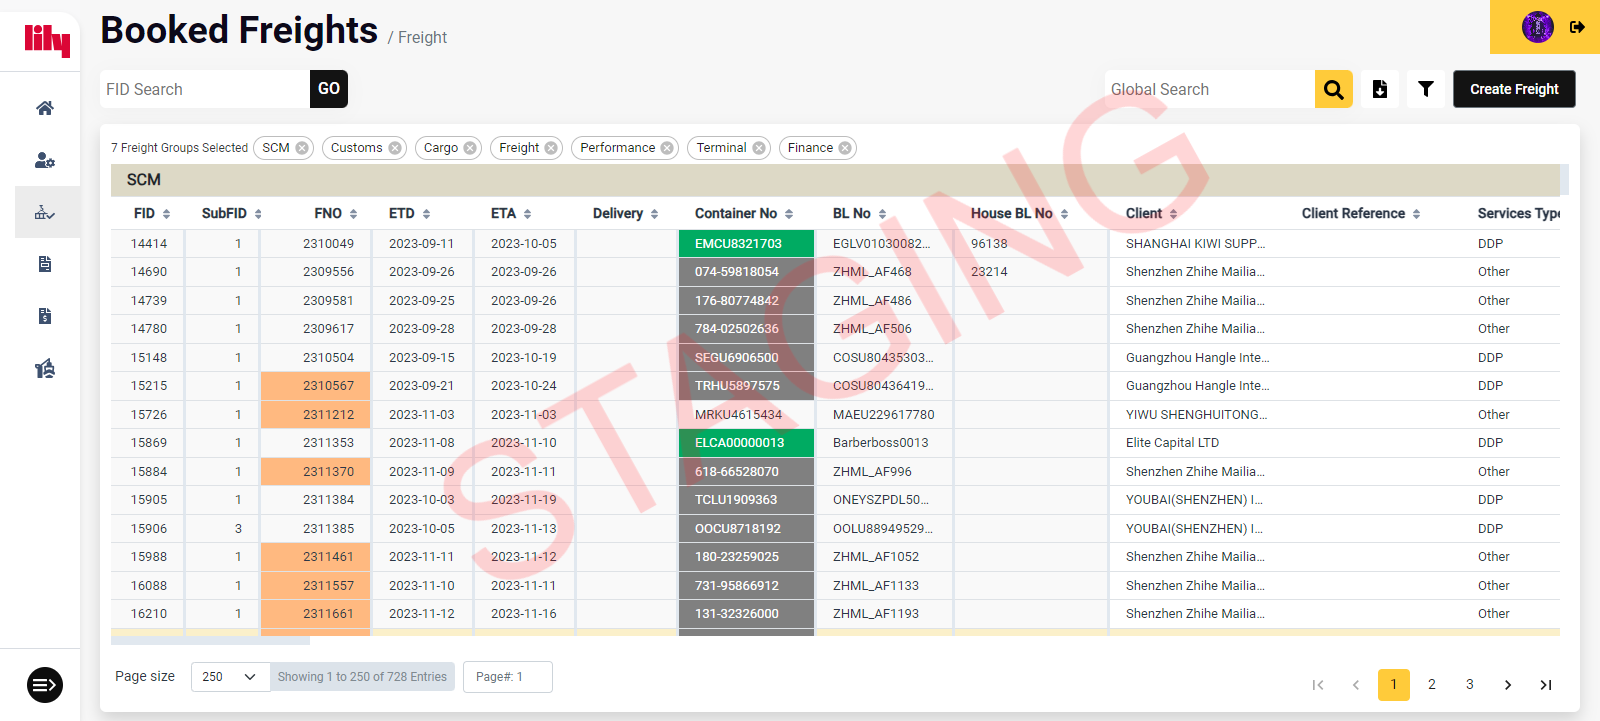 lily
Booked Freights / Freight
FID Search GO Global Search Create Freight
7 Freight Groups Selected SCM Customs Cargo Freight Performance Terminal Finance
SCM
FID SubFID FNO ETD ETA Delivery Container No BL No House BL No Client Client Reference Services Type
14414 1 2310049 2023-09-11 2023-10-05 EMCU8321703 EGLV01030082... 96138 SHANGHAI KIWI SUPP... DDP
14690 1 2309556 2023-09-26 2023-09-26 074-59818054 ZHML_AF468 23214 Shenzhen Zhihe Mailia... Other
14739 1 2309581 2023-09-25 2023-09-26 176-80774842 ZHML_AF486 Shenzhen Zhihe Mailia... Other
14780 1 2309617 2023-09-28 2023-09-28 784-02502636 ZHML_AF506 Shenzhen Zhihe Mailia... Other
15148 1 2310504 2023-09-15 2023-10-19 SEGU6906500 COSU80435303... Guangzhou Hangle Inte... DDP
15215 1 2310567 2023-09-21 2023-10-24 TRHU5897575 COSU80436419... Guangzhou Hangle Inte... DDP
15726 1 2311212 2023-11-03 2023-11-03 MRKU4615434 MAEU229617780 YIWU SHENGHUITONG... Other
15869 1 2311353 2023-11-08 2023-11-10 ELCA00000013 Barberboss0013 Elite Capital LTD DDP
15884 1 2311370 2023-11-09 2023-11-11 618-66528070 ZHML_AF996 Shenzhen Zhihe Mailia... Other
15905 1 2311384 2023-10-03 2023-11-19 TCLU1909363 ONEYSZPDL50... YOUBAI(SHENZHEN) I... DDP
15906 3 2311385 2023-10-05 2023-11-13 OOCU8718192 OOLU88949529... YOUBAI(SHENZHEN) I... DDP
15988 1 2311461 2023-11-11 2023-11-12 180-23259025 ZHML_AF1052 Shenzhen Zhihe Mailia... Other
16088 1 2311557 2023-11-10 2023-11-11 731-95866912 ZHML_AF1133 Shenzhen Zhihe Mailia... Other
16210 1 2311661 2023-11-12 2023-11-16 131-32326000 ZHML_AF1193 Shenzhen Zhihe Mailia... Other
STAGING
Page size 250 Showing 1 to 250 of 728 Entries Page#: 1 1 2 3